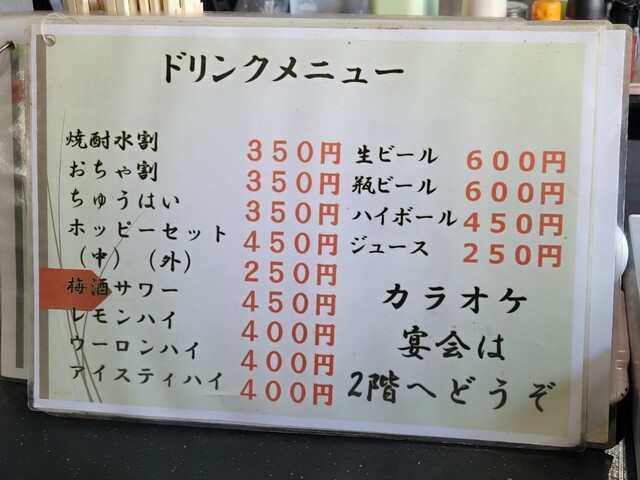 ドリンクメニュー
焼酎水割 350円
おちゃ割 350円
ちゅうはい 350円
ホッピーセット 450円
(中) (外) 250円
梅酒サワー 450円
レモンハイ 400円
ウーロンハイ 400円
アイスティハイ 400円
生ビール 600円
瓶ビール 600円
ハイボール 450円
ジュース 250円
カラオケ
宴会は
2階へどうぞ